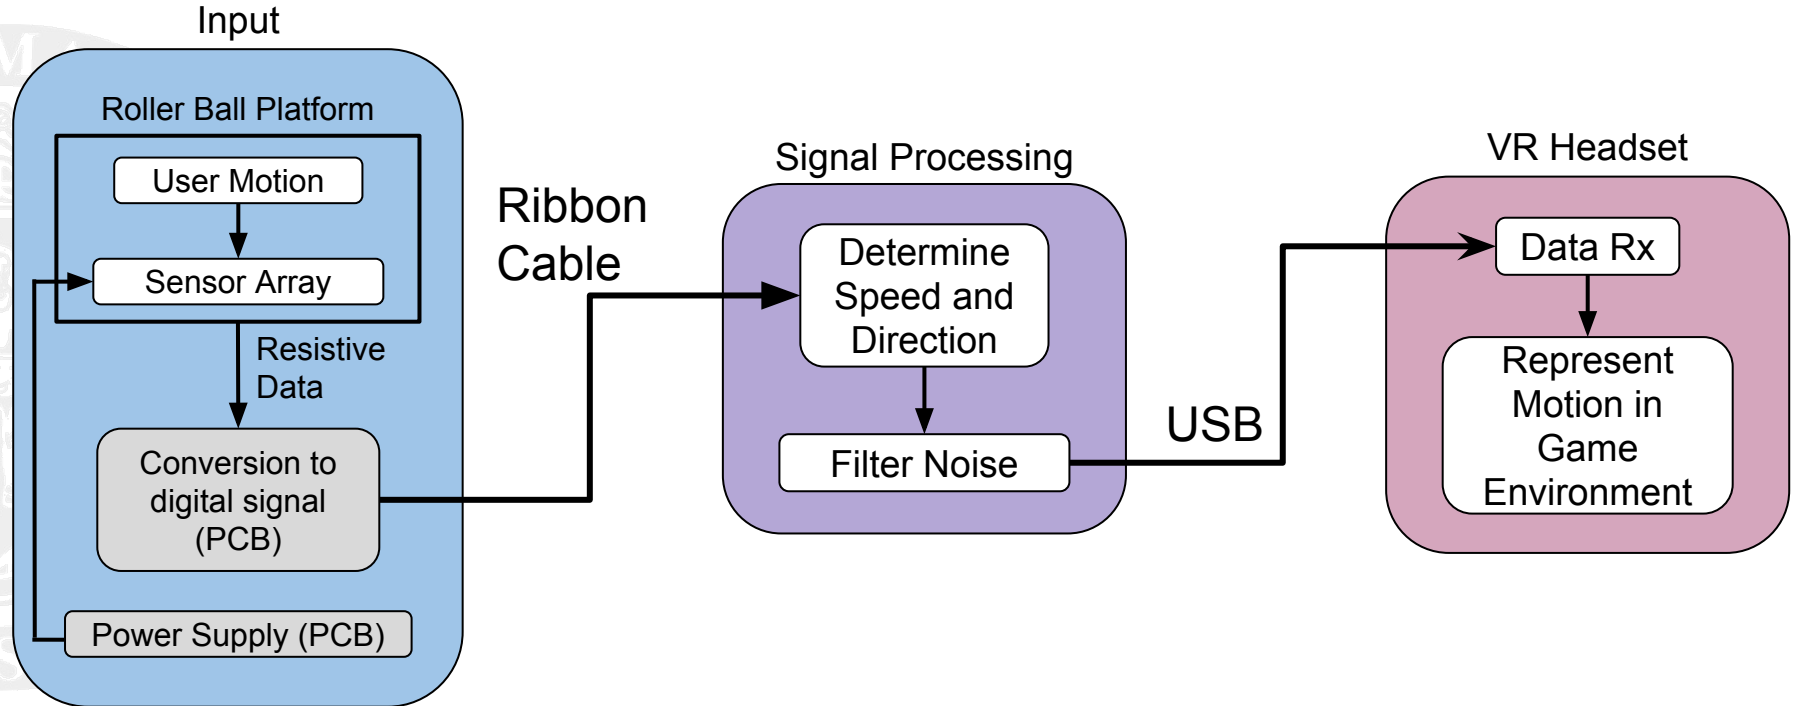 Input
Roller Ball Platform
User Motion
Sensor Array
Resistive
Data
Conversion to
digital signal
(PCB)
Power Supply (PCB)
Ribbon
Cable
Signal Processing
Determine
Speed and
Direction
Filter Noise
USB
VR Headset
Data Rx
Represent
Motion in
Game
Environment